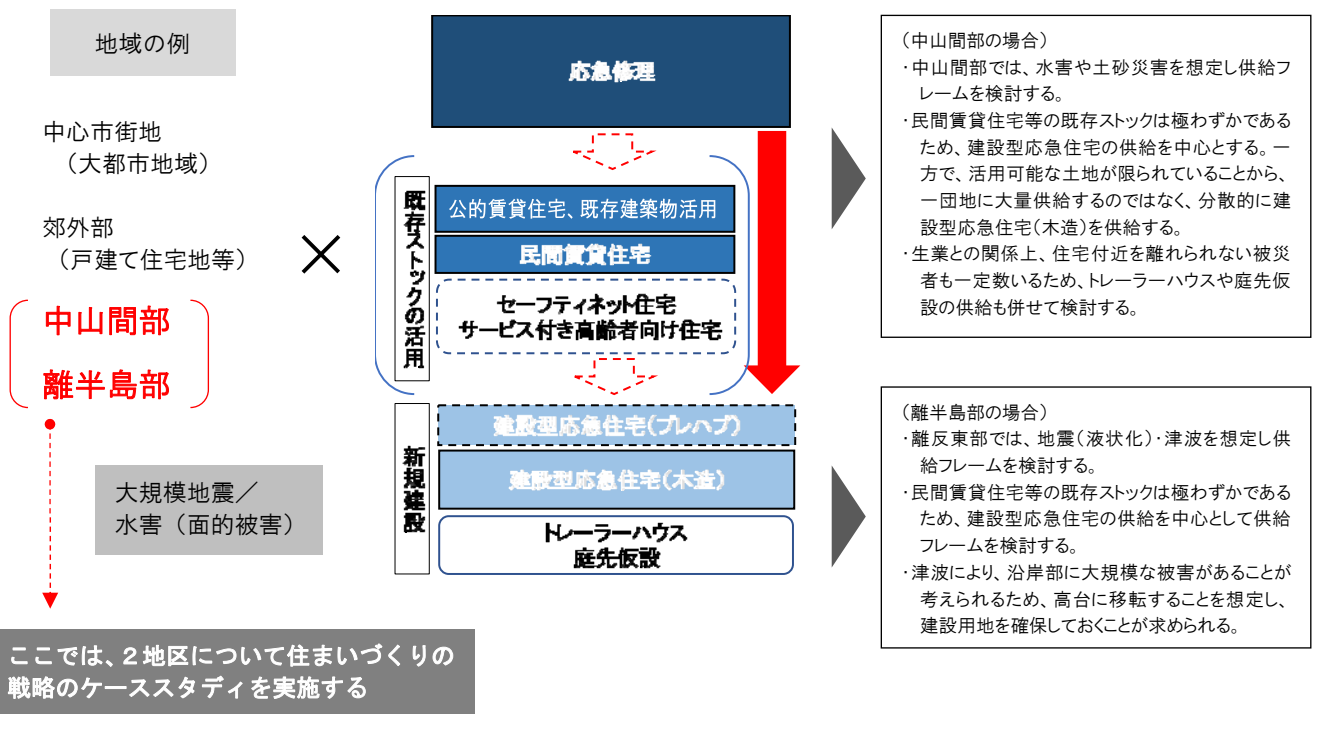 地域の例
中心市街地
（大都市地域）
郊外部
（戸建て住宅地等）
中山間部
離半島部
大規模地震／
水害（面的被害）
ここでは、２地区について住まいづくりの
戦略のケーススタディを実施する
×
応急修理
既存ストックの活用
公的賃貸住宅、既存建築物活用
民間賃貸住宅
セーフティネット住宅
サービス付き高齢者向け住宅
新規建設
建設型応急住宅(プレハブ)
建設型応急住宅(木造)
トレーラーハウス
庭先仮設
（中山間部の場合）
・中山間部では、水害や土砂災害を想定し供給フ
レームを検討する。
・民間賃貸住宅等の既存ストックは極わずかである
ため、建設型応急住宅の供給を中心とする。一
方で、活用可能な土地が限られていることから、
一団地に大量供給するのではなく、分散的に建
設型応急住宅（木造）を供給する。
・生業との関係上、住宅付近を離れられない被災
者も一定数いるため、トレーラーハウスや庭先仮
設の供給も併せて検討する。
（離半島部の場合）
・離反東部では、地震（液状化）・津波を想定し供
給フレームを検討する。
・民間賃貸住宅等の既存ストックは極わずかである
ため、建設型応急住宅の供給を中心として供給
フレームを検討する。
・津波により、沿岸部に大規模な被害があることが
考えられるため、高台に移転することを想定し、
建設用地を確保しておくことが求められる。